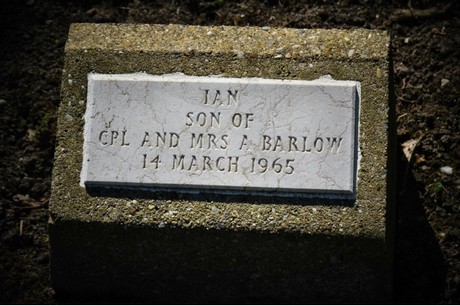 IAN
SON OF
CPL AND MRS A BARLOW
14 MARCH 1965